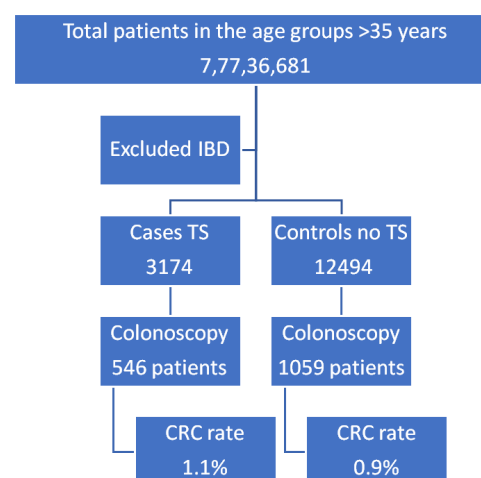 Total patients in the age groups >35 years
7,77,36,681
Excluded IBD
Cases TS
3174
Controls no TS
12494
Colonoscopy
546 patients
Colonoscopy
1059 patients
CRC rate
1.1%
CRC rate
0.9%